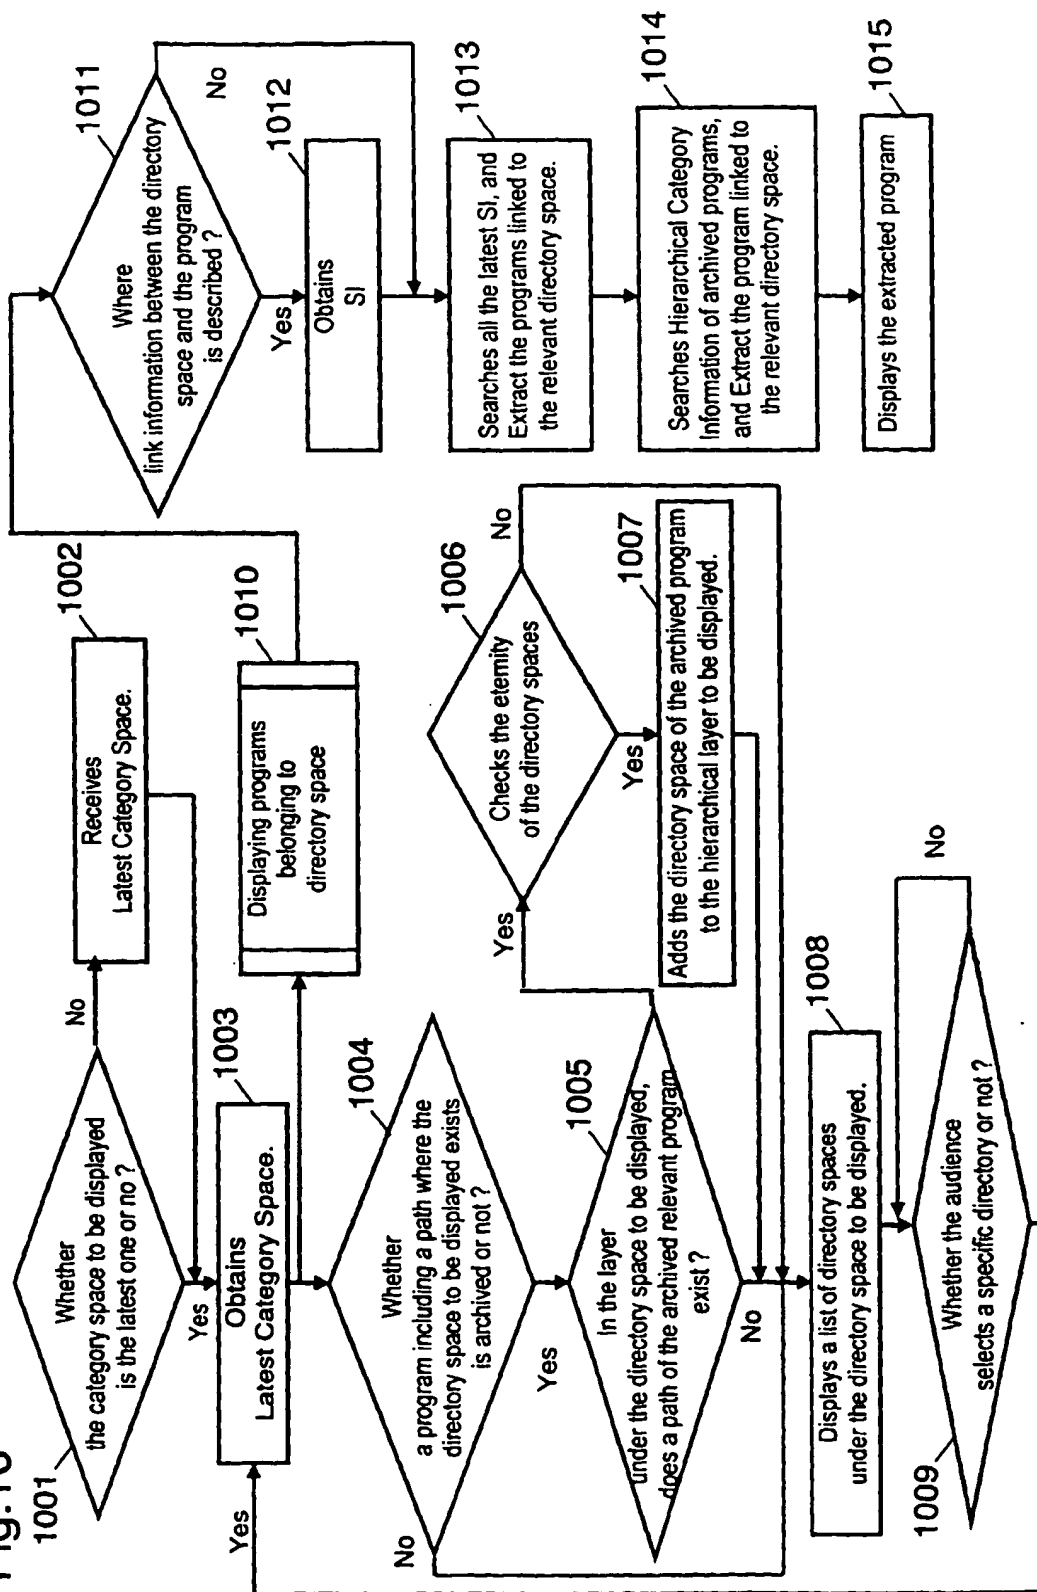 Fig.10
1001
Whether
the category space to be displayed
is the latest one or no ?
No
Yes
1002
Receives
Latest Category Space.
1003
Obtains
Latest Category Space.
Yes
1004
Whether
a program including a path where the
directory space to be displayed exists
is archived or not ?
No
Yes
1005
In the layer
under the directory space to be displayed,
does a path of the archived relevant program
exist ?
Yes
No
1006
Checks the eternity
of the directory spaces
No
Yes
1007
Adds the directory space of the archived program
to the hierarchical layer to be displayed.
1008
Displays a list of directory spaces
under the directory space to be displayed.
1009
Whether the audience
selects a specific directory or not ?
No
1010
Displaying programs
belonging to
directory space
1011
Where
link information between the directory
space and the program
is described ?
No
Yes
1012
Obtains
SI
1013
Searches all the latest SI, and
Extract the programs linked to
the relevant directory space.
1014
Searches Hierarchical Category
Information of archived programs,
and Extract the program linked to
the relevant directory space.
1015
Displays the extracted program